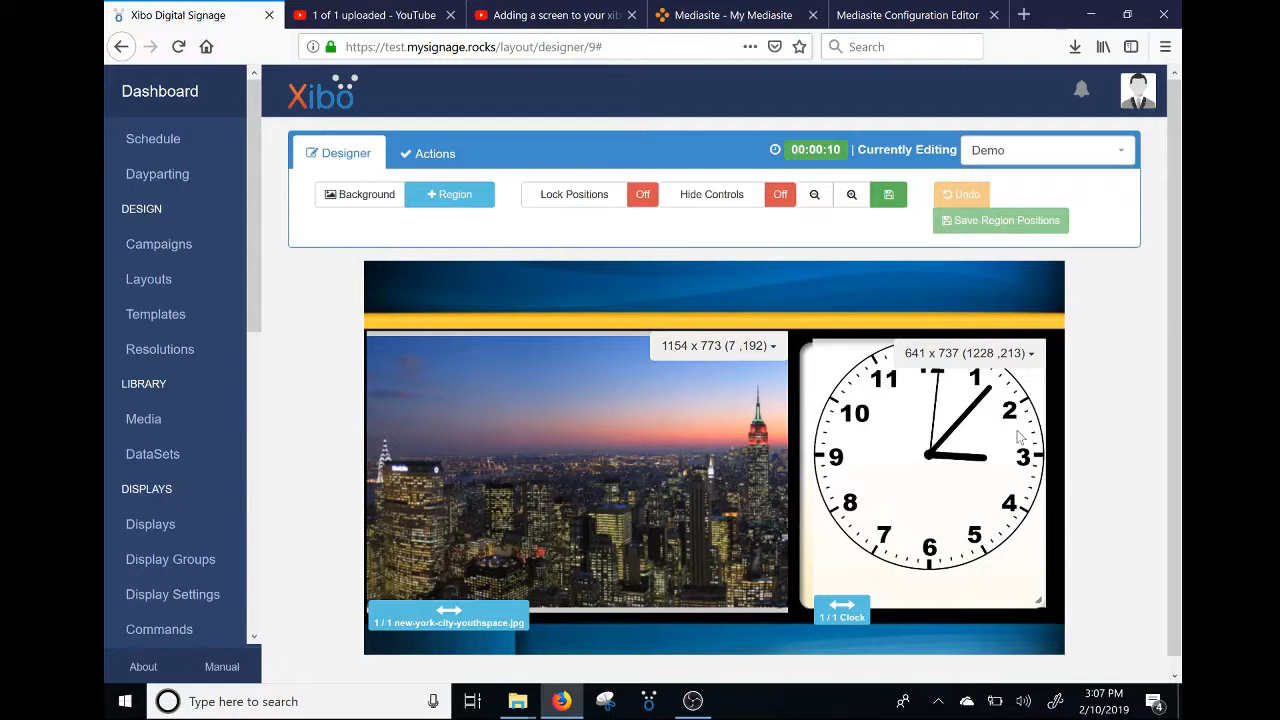 Xibo Digital Signage
1 of 1 uploaded - YouTube
Adding a screen to your xib
Mediasite - My Mediasite
Mediasite Configuration Editor
https://test.mysignage.rocks/layout/designer/9#
Search
Dashboard
Xibo
Schedule
Dayparting
DESIGN
Campaigns
Layouts
Templates
Resolutions
LIBRARY
Media
DataSets
DISPLAYS
Displays
Display Groups
Display Settings
Commands
About
Manual
Designer
Actions
00:00:10 | Currently Editing
Demo
Background
Region
Lock Positions
Off
Hide Controls
Off
Undo
Save Region Positions
1154 x 773 (7 ,192)
641 x 737 (1228 ,213)
1
2
3
4
5
6
7
8
9
10
11
1 / 1 new-york-city-youthspace.jpg
1 / 1 Clock
Type here to search
3:07 PM
2/10/2019
4